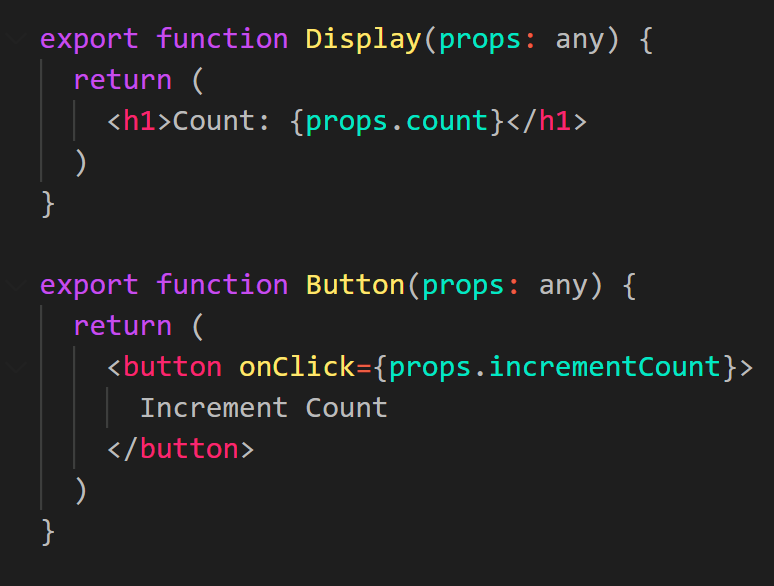 export function Display(props: any) {
  return (
    <h1>Count: {props.count}</h1>
  )
}

export function Button(props: any) {
  return (
    <button onClick={props.incrementCount}>
      Increment Count
    </button>
  )
}